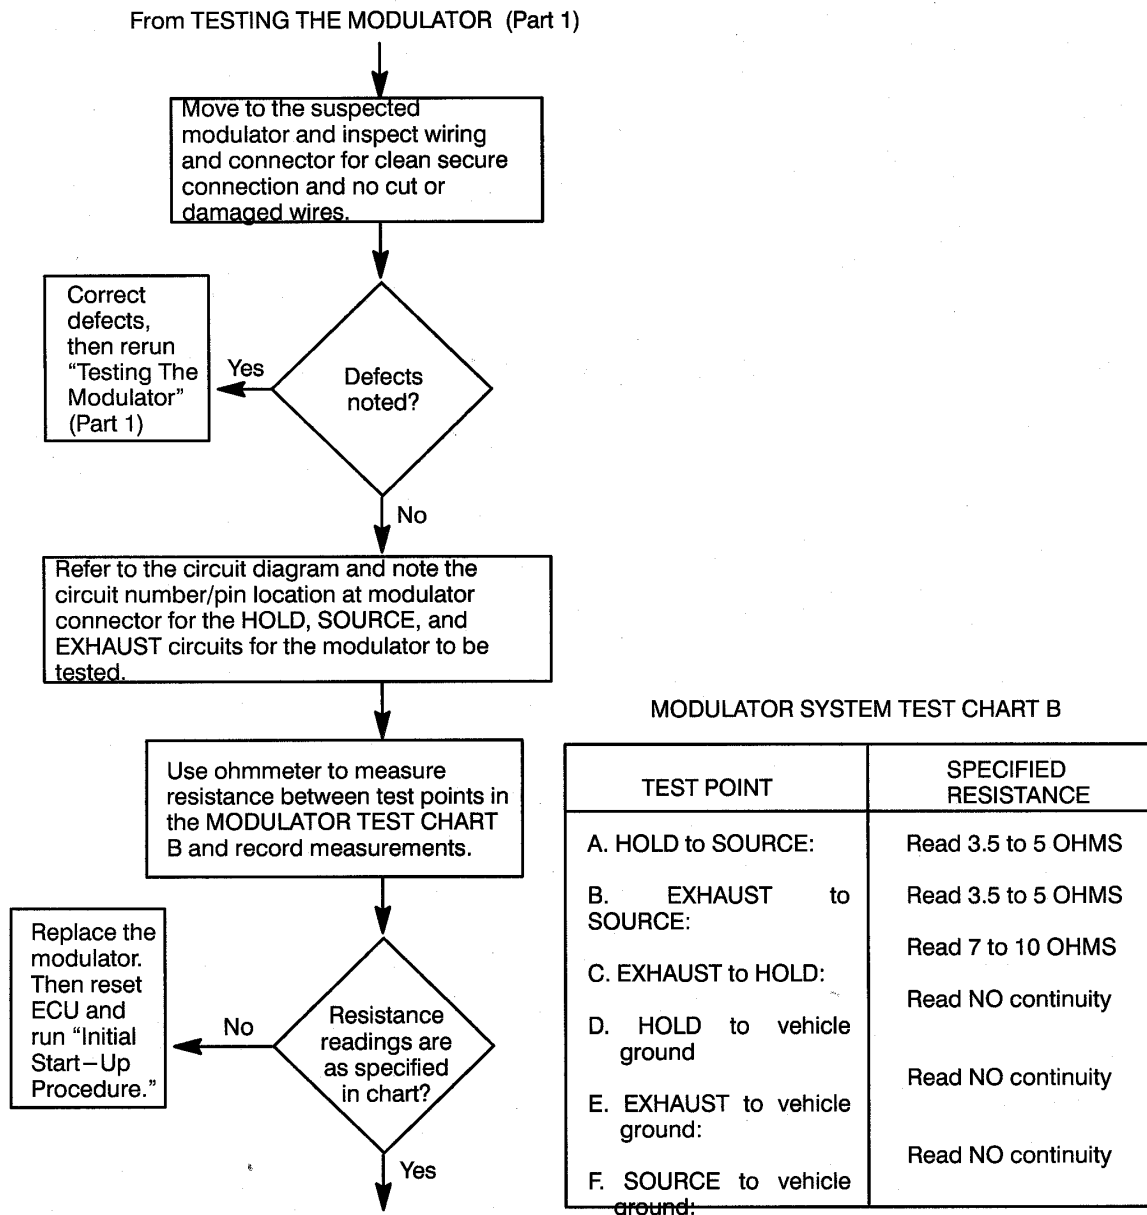 From TESTING THE MODULATOR (Part 1)
Move to the suspected
modulator and inspect wiring
and connector for clean secure
connection and no cut or
damaged wires.
Correct
defects,
then rerun
“Testing The
Modulator”
(Part 1)
Yes
Defects
noted?
No
Refer to the circuit diagram and note the
circuit number/pin location at modulator
connector for the HOLD, SOURCE, and
EXHAUST circuits for the modulator to be
tested.
Use ohmmeter to measure
resistance between test points in
the MODULATOR TEST CHART
B and record measurements.
Replace the
modulator.
Then reset
ECU and
run “Initial
Start–Up
Procedure.”
No
Resistance
readings are
as specified
in chart?
Yes
MODULATOR SYSTEM TEST CHART B
TEST POINT
SPECIFIED
RESISTANCE
A. HOLD to SOURCE:
B. EXHAUST to
SOURCE:
C. EXHAUST to HOLD:
D. HOLD to vehicle
ground
E. EXHAUST to vehicle
ground:
F. SOURCE to vehicle
ground:
Read 3.5 to 5 OHMS
Read 3.5 to 5 OHMS
Read 7 to 10 OHMS
Read NO continuity
Read NO continuity
Read NO continuity